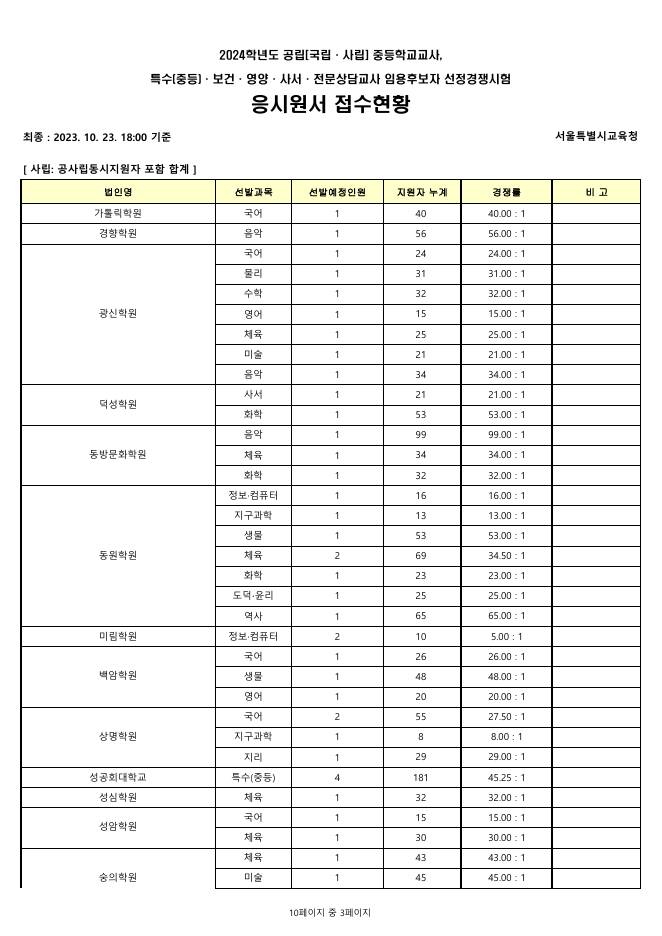 2024학년도 공립[국립·사립] 중등학교교사,
특수(중등)·보건·영양·사서·전문상담교사 임용후보자 선정경쟁시험
응시원서 접수현황
최종 : 2023. 10. 23. 18:00 기준 서울특별시교육청
[ 사립: 공사립동시지원자 포함 합계 ]
법인명 선발과목 선발예정인원 지원자 누계 경쟁률 비 고
가톨릭학원 국어 1 40 40.00 : 1
경향학원 음악 1 56 56.00 : 1
광신학원 국어 1 24 24.00 : 1
물리 1 31 31.00 : 1
수학 1 32 32.00 : 1
영어 1 15 15.00 : 1
체육 1 25 25.00 : 1
미술 1 21 21.00 : 1
음악 1 34 34.00 : 1
덕성학원 사서 1 21 21.00 : 1
화학 1 53 53.00 : 1
동방문화학원 음악 1 99 99.00 : 1
체육 1 34 34.00 : 1
화학 1 32 32.00 : 1
동원학원 정보·컴퓨터 1 16 16.00 : 1
지구과학 1 13 13.00 : 1
생물 1 53 53.00 : 1
체육 2 69 34.50 : 1
화학 1 23 23.00 : 1
도덕·윤리 1 25 25.00 : 1
역사 1 65 65.00 : 1
미림학원 정보·컴퓨터 2 10 5.00 : 1
백암학원 국어 1 26 26.00 : 1
생물 1 48 48.00 : 1
영어 1 20 20.00 : 1
상명학원 국어 2 55 27.50 : 1
지구과학 1 8 8.00 : 1
지리 1 29 29.00 : 1
성공회대학교 특수(중등) 4 181 45.25 : 1
성심학원 체육 1 32 32.00 : 1
성암학원 국어 1 15 15.00 : 1
체육 1 30 30.00 : 1
숭의학원 체육 1 43 43.00 : 1
미술 1 45 45.00 : 1
10페이지 중 3페이지